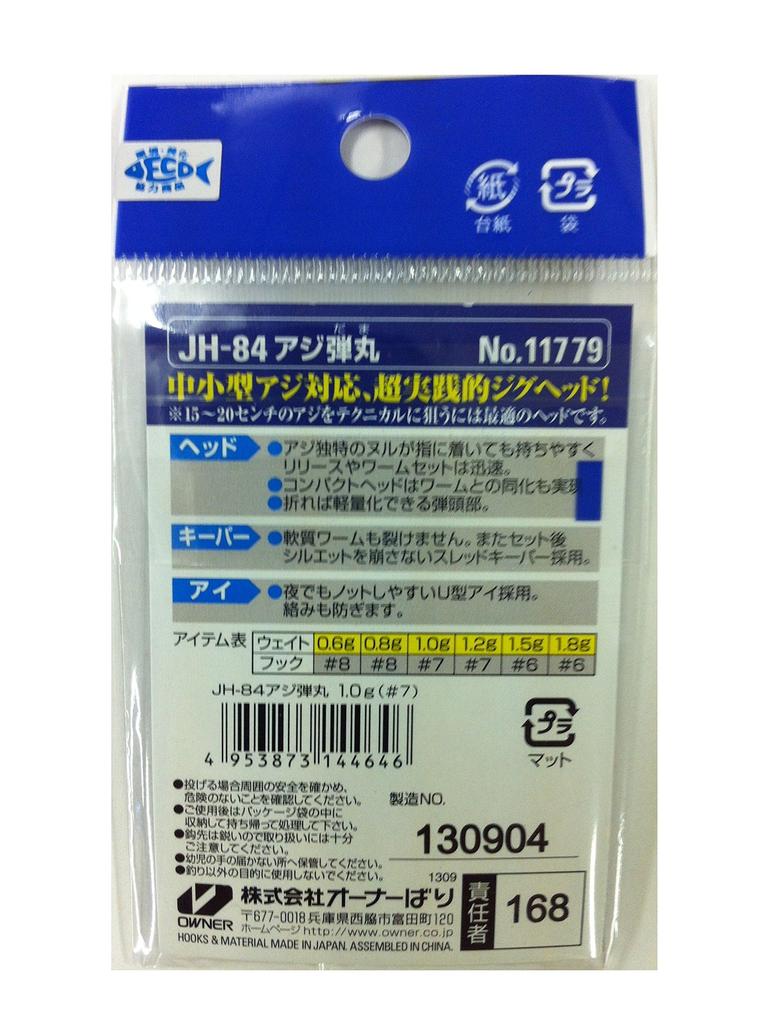 ECO
協力商品
紙
台紙
プラ
袋
だま
JH-84 アジ弾丸 No.11779
中小型アジ対応、超実践的ジグヘッド!
※15～20センチのアジをテクニカルに狙うには最適のヘッドです。
ヘッド ●アジ独特のヌルが指に着いても持ちやすく
リリースやワームセットは迅速。
●コンパクトヘッドはワームとの同化も実現
●折れば軽量化できる弾頭部。
キーパー ●軟質ワームも裂けません。またセット後
シルエットを崩さないスレッドキーパー採用。
アイ ●夜でもノットしやすいU型アイ採用。
絡みも防ぎます。
アイテム表 ウェイト 0.6g 0.8g 1.0g 1.2g 1.5g 1.8g
フック #8 #8 #7 #7 #6 #6
JH-84アジ弾丸 1.0g(#7)
4 953873 144646
プラ
マット
●投げる場合周囲の安全を確かめ、
危険のないことを確認してください。
●ご使用後はパッケージ袋の中に
収納して持ち帰って処理して下さい。
●鈎先は鋭いので取り扱いには十分
ご注意してください。
●幼児の手の届かない所へ保管してください。
●釣り以外の目的に使用しないでください。
製造NO.
130904
1309
OWNER
株式会社オーナーばり
〒677-0018 兵庫県西脇市富田町120
ホームページ http://www.owner.co.jp
HOOKS & MATERIAL MADE IN JAPAN. ASSEMBLED IN CHINA.
責任者 168